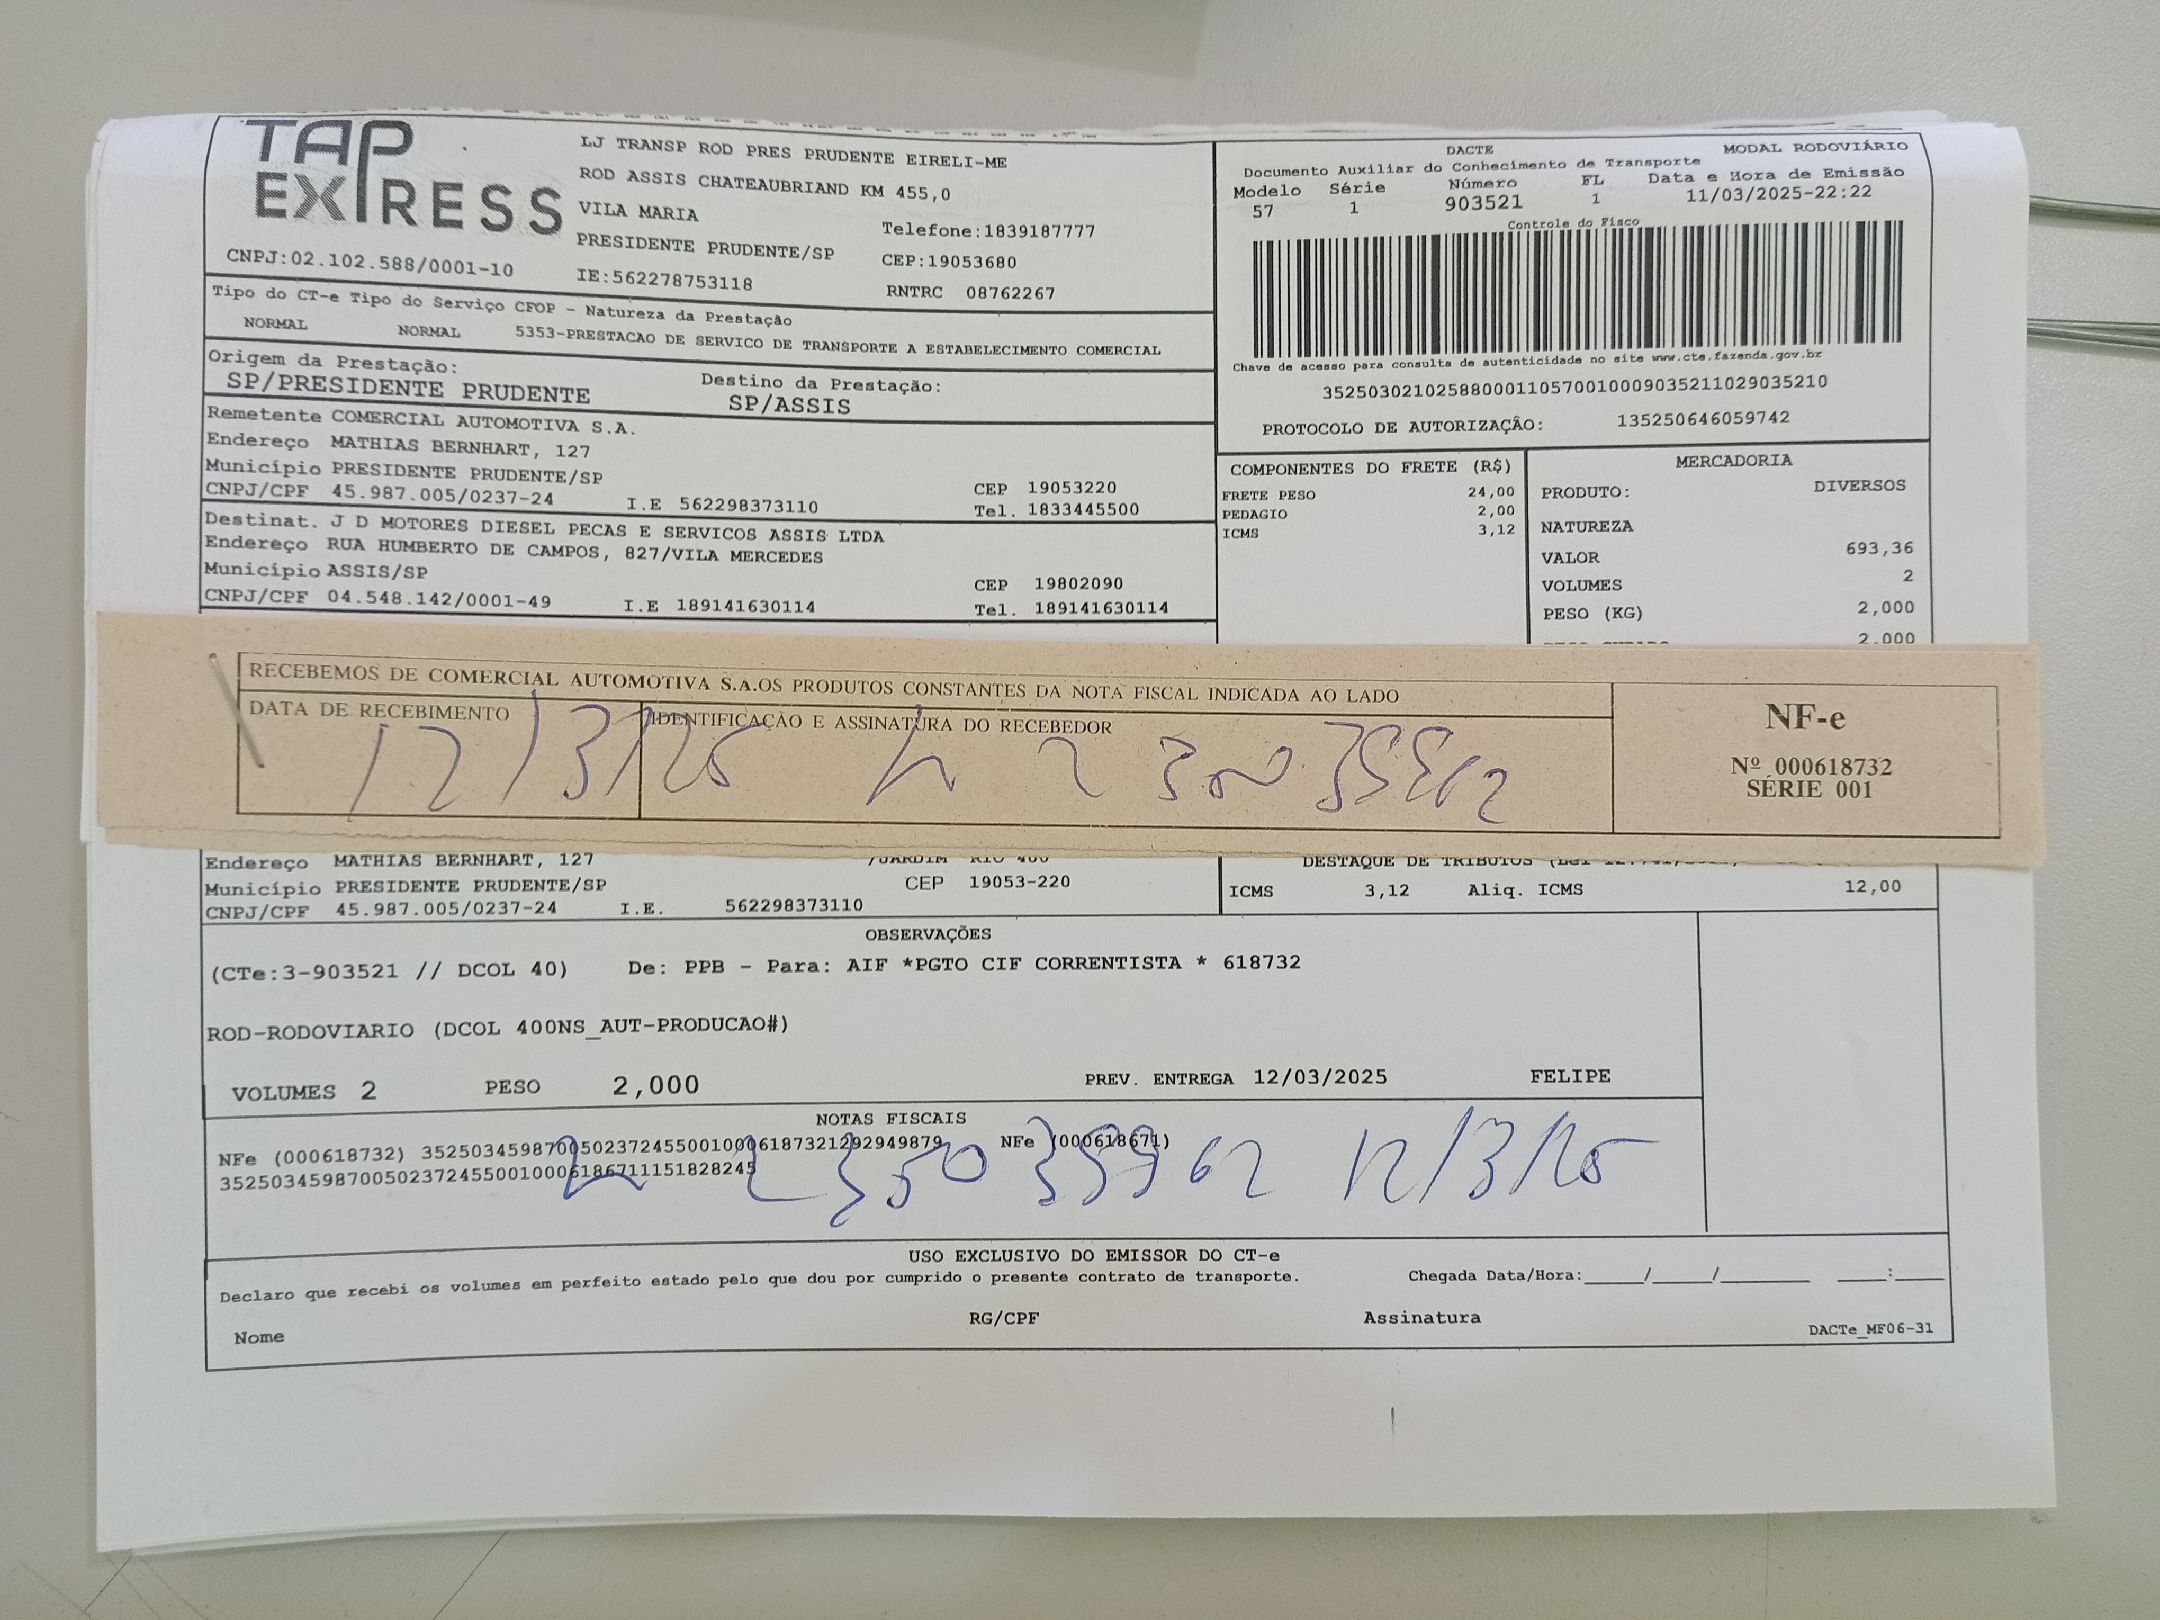 TAP EXPRESS
LJ TRANSP ROD PRES PRUDENTE EIRELI-ME
ROD ASSIS CHATEAUBRIAND KM 455,0
VILA MARIA
Telefone:1839187777
PRESIDENTE PRUDENTE/SP
CEP:19053680
CNPJ:02.102.588/0001-10
IE:562278753118
RNTRC 08762267
DACTE MODAL RODOVIÁRIO
Documento Auxiliar do Conhecimento de Transporte
Modelo Série Número FL Data e Hora de Emissão
57 1 903521 1 11/03/2025-22:22
Controle do Fisco
Chave de acesso para consulta de autenticidade no site www.cte.fazenda.gov.br
35250302102588000110570010009035211029035210
PROTOCOLO DE AUTORIZAÇÃO: 135250646059742
Tipo do CT-e Tipo do Serviço CFOP - Natureza da Prestação
NORMAL NORMAL 5353-PRESTACAO DE SERVICO DE TRANSPORTE A ESTABELECIMENTO COMERCIAL
Origem da Prestação: Destino da Prestação:
SP/PRESIDENTE PRUDENTE SP/ASSIS
Remetente COMERCIAL AUTOMOTIVA S.A.
Endereço MATHIAS BERNHART, 127
Município PRESIDENTE PRUDENTE/SP CEP 19053220
CNPJ/CPF 45.987.005/0237-24 I.E 562298373110 Tel. 1833445500
Destinat. J D MOTORES DIESEL PECAS E SERVICOS ASSIS LTDA
Endereço RUA HUMBERTO DE CAMPOS, 827/VILA MERCEDES
Município ASSIS/SP CEP 19802090
CNPJ/CPF 04.548.142/0001-49 I.E 189141630114 Tel. 189141630114
COMPONENTES DO FRETE (R$)
FRETE PESO 24,00
PEDAGIO 2,00
ICMS 3,12
MERCADORIA
PRODUTO: DIVERSOS
NATUREZA
VALOR 693,36
VOLUMES 2
PESO (KG) 2,000
2,000
RECEBEMOS DE COMERCIAL AUTOMOTIVA S.A.OS PRODUTOS CONSTANTES DA NOTA FISCAL INDICADA AO LADO
DATA DE RECEBIMENTO IDENTIFICAÇÃO E ASSINATURA DO RECEBEDOR
12/3/25
NF-e
Nº 000618732
SÉRIE 001
Endereço MATHIAS BERNHART, 127 /JARDIM RIO 400
Município PRESIDENTE PRUDENTE/SP CEP 19053-220
CNPJ/CPF 45.987.005/0237-24 I.E. 562298373110
DESTAQUE DE TRIBUTOS
ICMS 3,12 Aliq. ICMS 12,00
OBSERVAÇÕES
(CTe:3-903521 // DCOL 40) De: PPB - Para: AIF *PGTO CIF CORRENTISTA * 618732
ROD-RODOVIARIO (DCOL 400NS_AUT-PRODUCAO#)
VOLUMES 2 PESO 2,000 PREV. ENTREGA 12/03/2025 FELIPE
NOTAS FISCAIS
NFe (000618732) 35250345987005023724550010006187321292949879 NFe (000618671)
35250345987005023724550010006186711151828245
12/3/25
USO EXCLUSIVO DO EMISSOR DO CT-e
Declaro que recebi os volumes em perfeito estado pelo que dou por cumprido o presente contrato de transporte. Chegada Data/Hora:_____/_____/________ ____:____
Nome RG/CPF Assinatura
DACTe_MF06-31